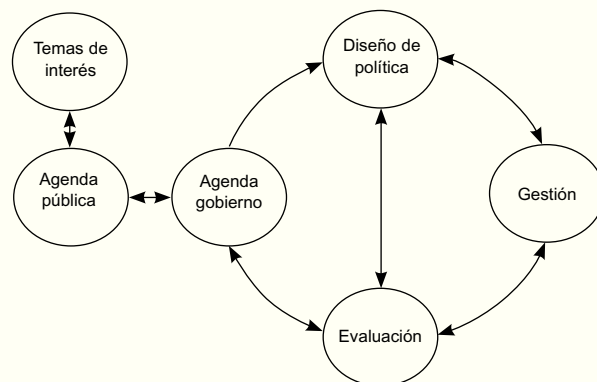 Temas de
interés
Diseño de
política
Agenda
pública
Agenda
gobierno
Gestión
Evaluación